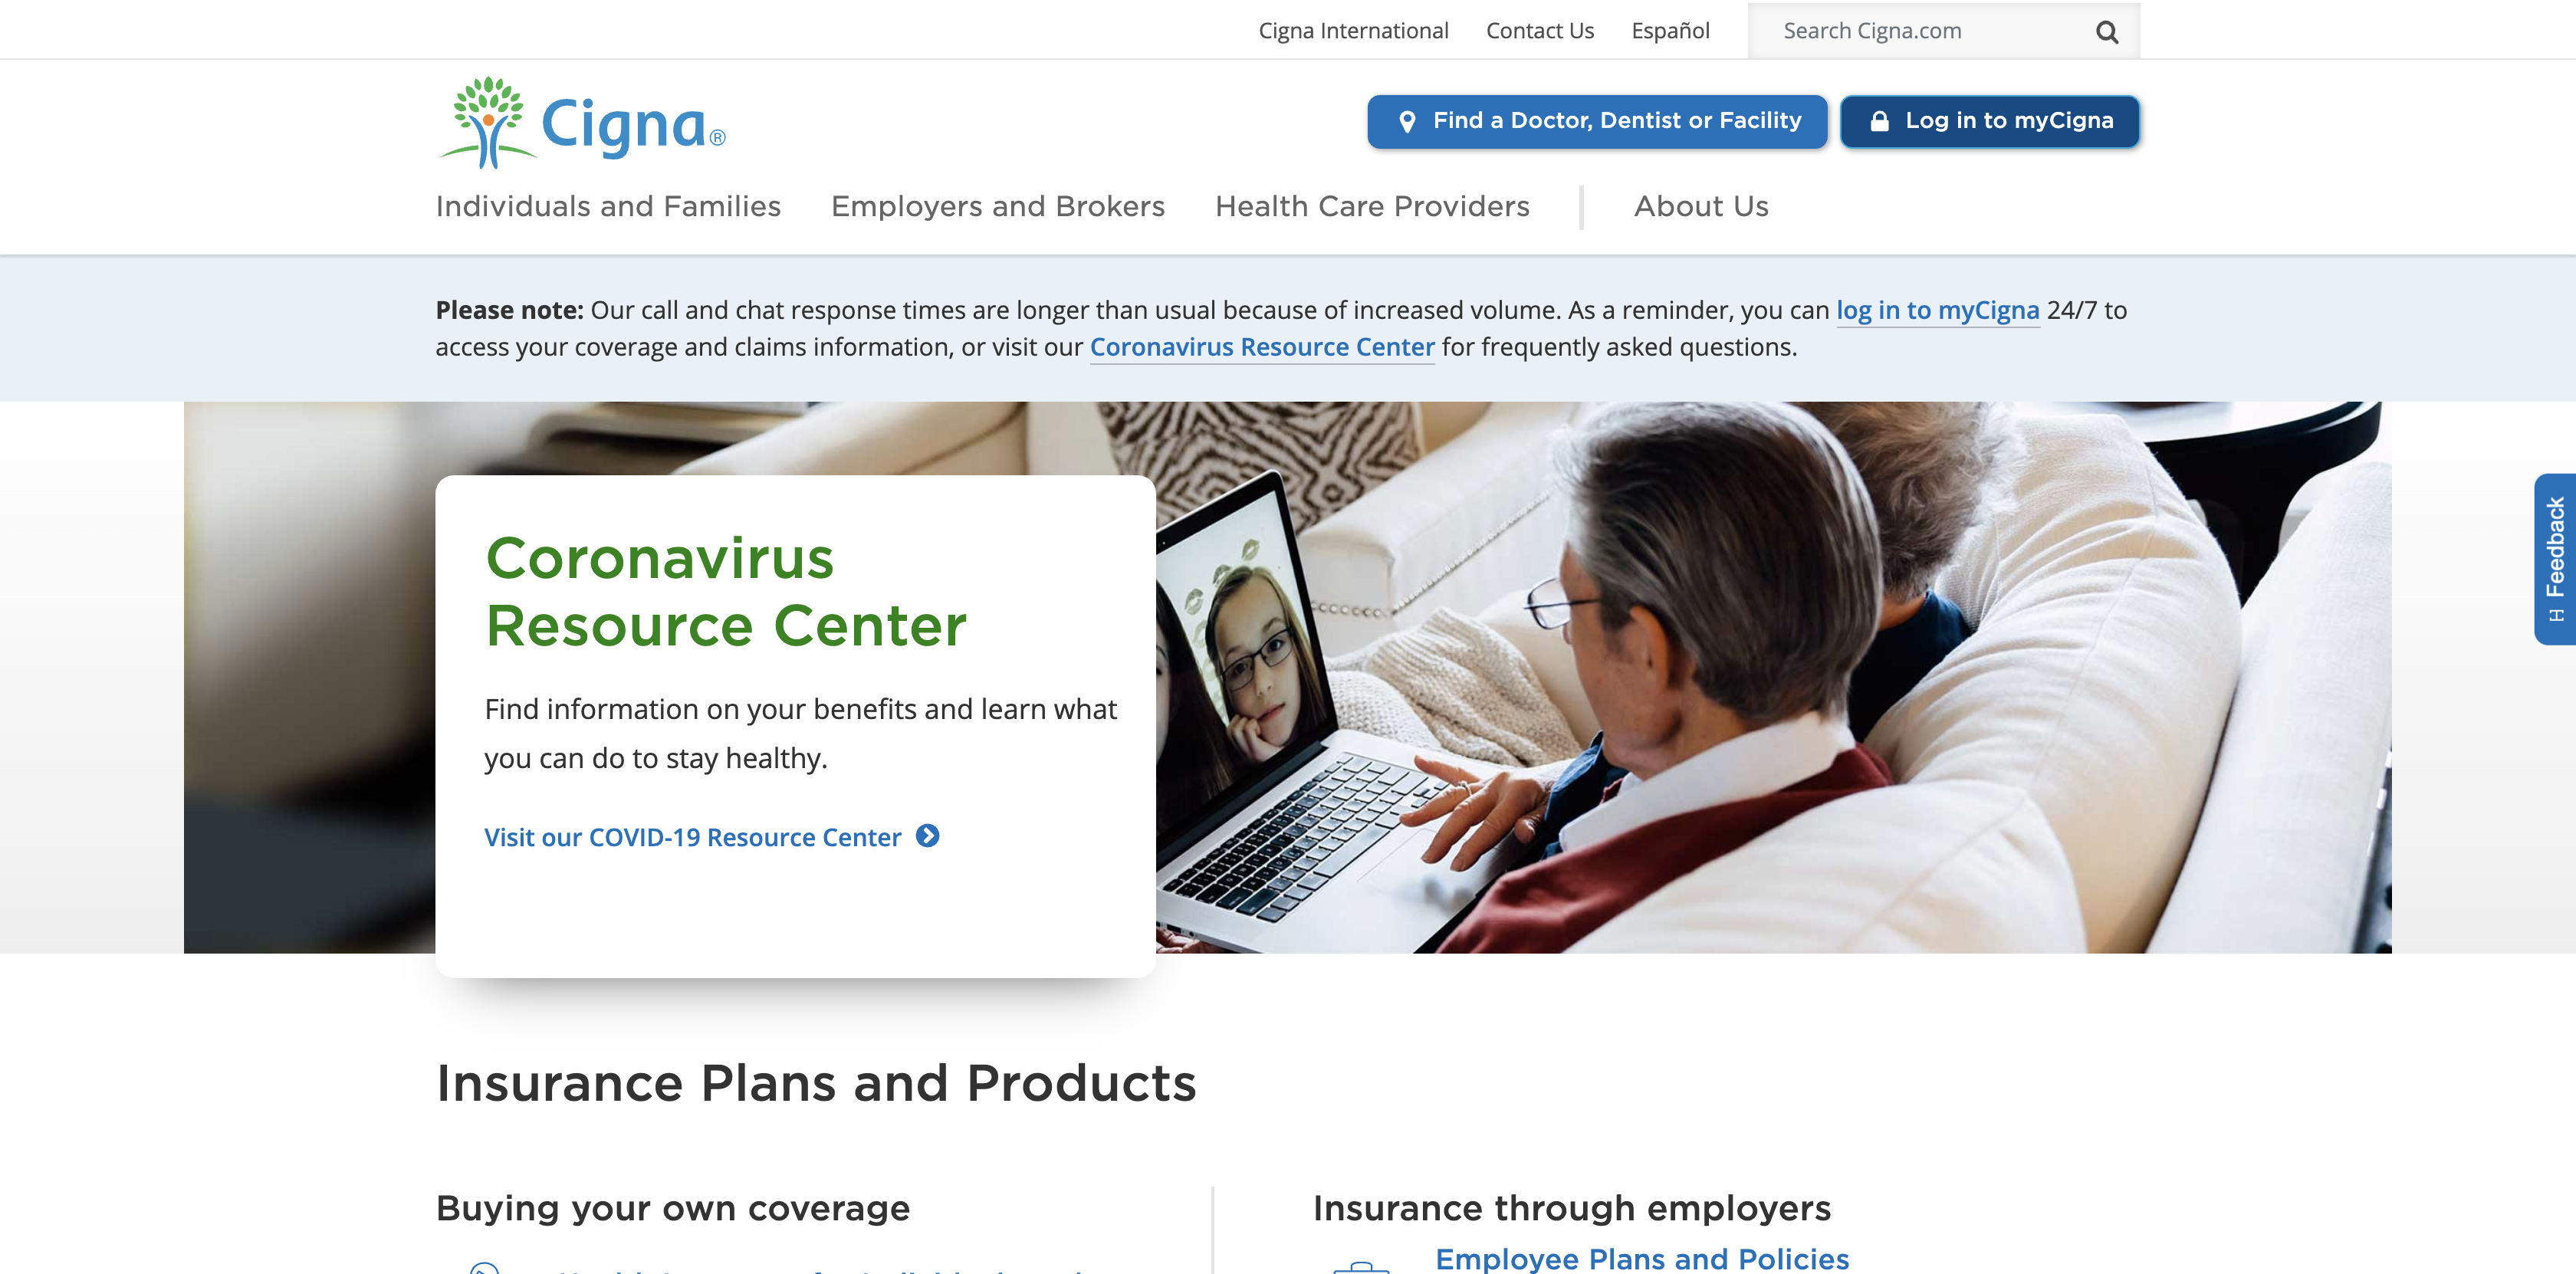 Cigna International Contact Us Español Search Cigna.com
Cigna®
Find a Doctor, Dentist or Facility Log in to myCigna
Individuals and Families Employers and Brokers Health Care Providers About Us
Please note: Our call and chat response times are longer than usual because of increased volume. As a reminder, you can log in to myCigna 24/7 to
access your coverage and claims information, or visit our Coronavirus Resource Center for frequently asked questions.
Coronavirus
Resource Center
Find information on your benefits and learn what
you can do to stay healthy.
Visit our COVID-19 Resource Center
Feedback
Insurance Plans and Products
Buying your own coverage
Insurance through employers
Employee Plans and Policies